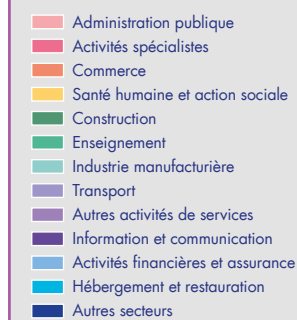 Administration publique
Activités spécialistes
Commerce
Santé humaine et action sociale
Construction
Enseignement
Industrie manufacturière
Transport
Autres activités de services
Information et communication
Activités financières et assurance
Hébergement et restauration
Autres secteurs